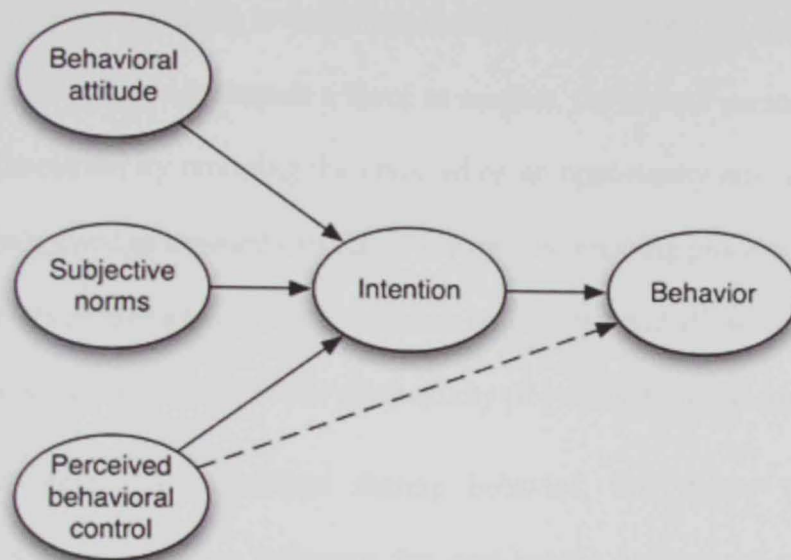 Behavioral
attitude
Subjective
norms
Intention
Behavior
Perceived
behavioral
control